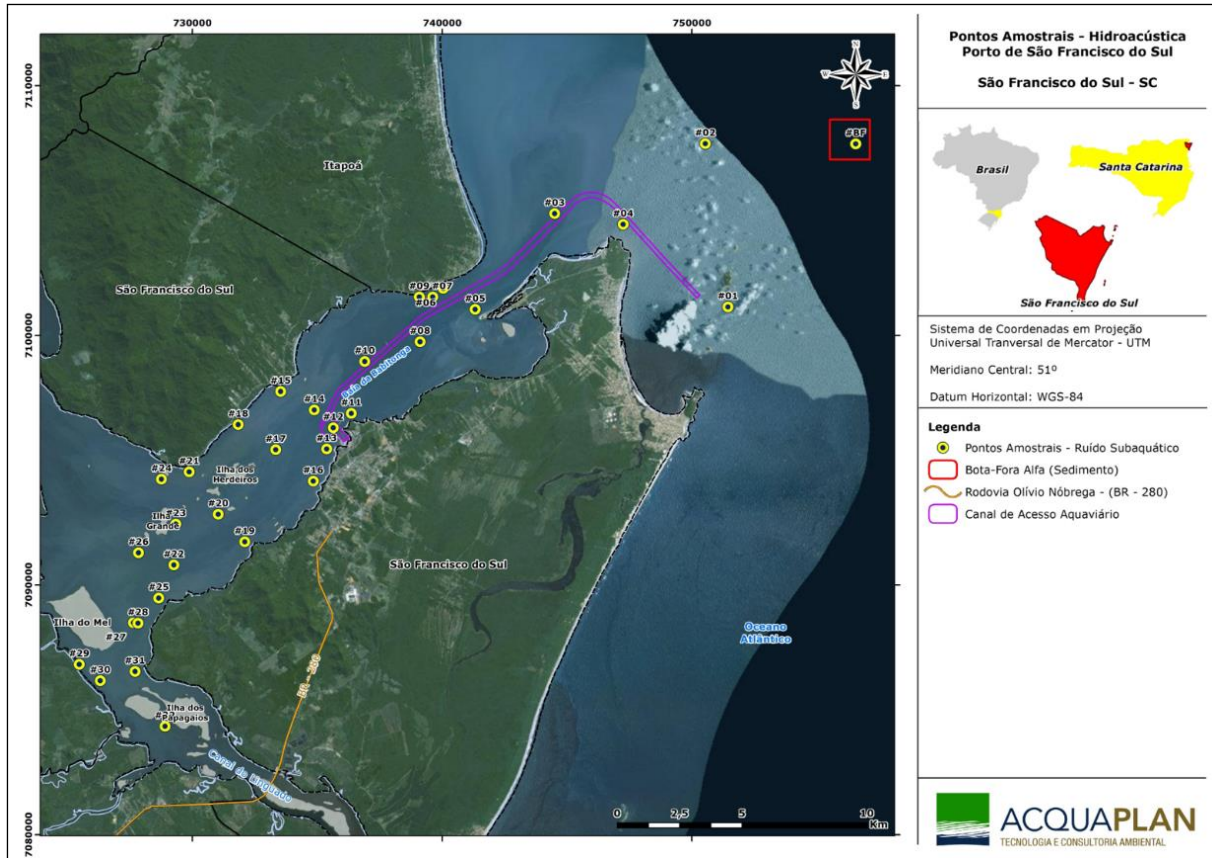 730000
740000
750000
7110000
7100000
7090000
7080000
N
W
E
S
#02
#BF
Itapoá
#03
#04
São Francisco do Sul
#09
#07
#06
#05
#01
#08
#10
Baía da Babitonga
#15
#14
#11
#18
#12
#17
#13
#24
#21
Ilha dos
Herdeiros
#16
#20
#23
Ilha
Grande
#19
#26
#22
São Francisco do Sul
#25
#28
Ilha do Mel
#27
Oceano
Atlântico
#29
#31
#30
BR - 280
Ilha dos
Papagaios
Canal do Linguado
0
2,5
5
10
Km
Pontos Amostrais - Hidroacústica
Porto de São Francisco do Sul
São Francisco do Sul - SC
Brasil
Santa Catarina
São Francisco do Sul
Sistema de Coordenadas em Projeção
Universal Tranversal de Mercator - UTM
Meridiano Central: 51º
Datum Horizontal: WGS-84
Legenda
Pontos Amostrais - Ruído Subaquático
Bota-Fora Alfa (Sedimento)
Rodovia Olívio Nóbrega - (BR - 280)
Canal de Acesso Aquaviário
ACQUAPLAN
TECNOLOGIA E CONSULTORIA AMBIENTAL